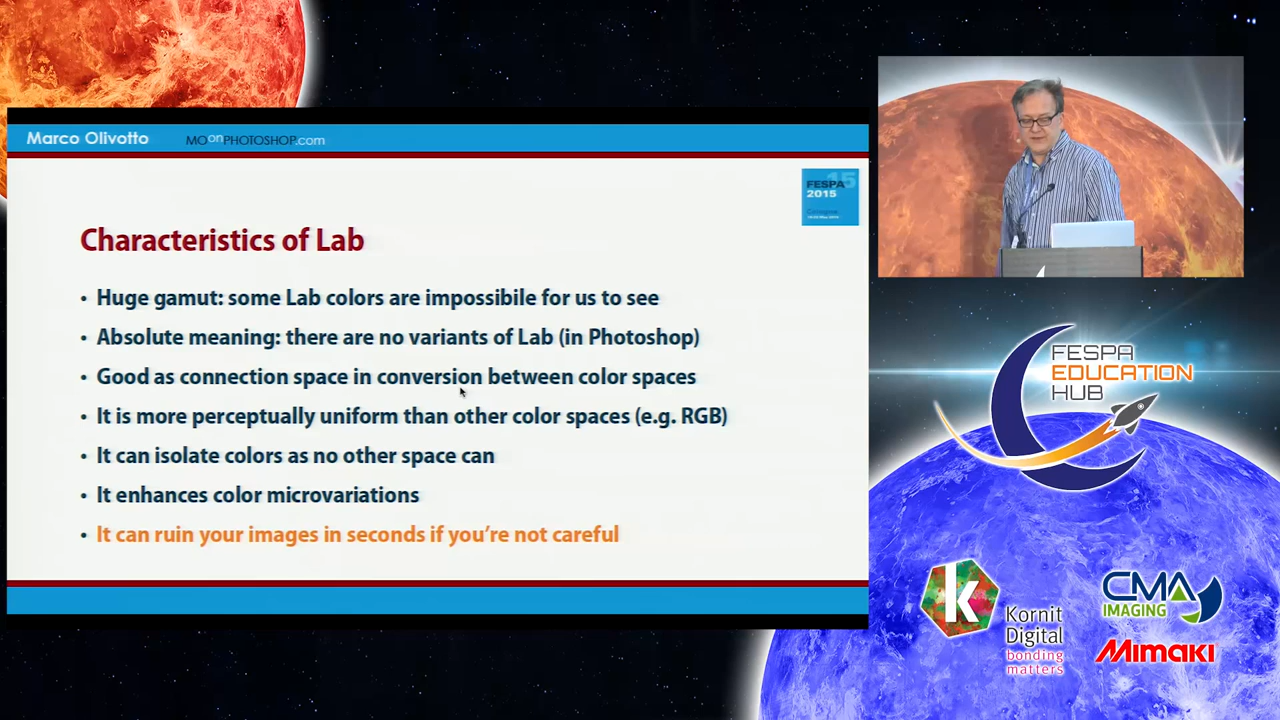 Marco Olivotto
MOonPHOTOSHOP.com
FESPA 15
2015
Characteristics of Lab
• Huge gamut: some Lab colors are impossibile for us to see
• Absolute meaning: there are no variants of Lab (in Photoshop)
• Good as connection space in conversion between color spaces
• It is more perceptually uniform than other color spaces (e.g. RGB)
• It can isolate colors as no other space can
• It enhances color microvariations
• It can ruin your images in seconds if you're not careful
FESPA
EDUCATION
HUB
k
Kornit
Digital
bonding
matters
CMA
IMAGING
Mimaki